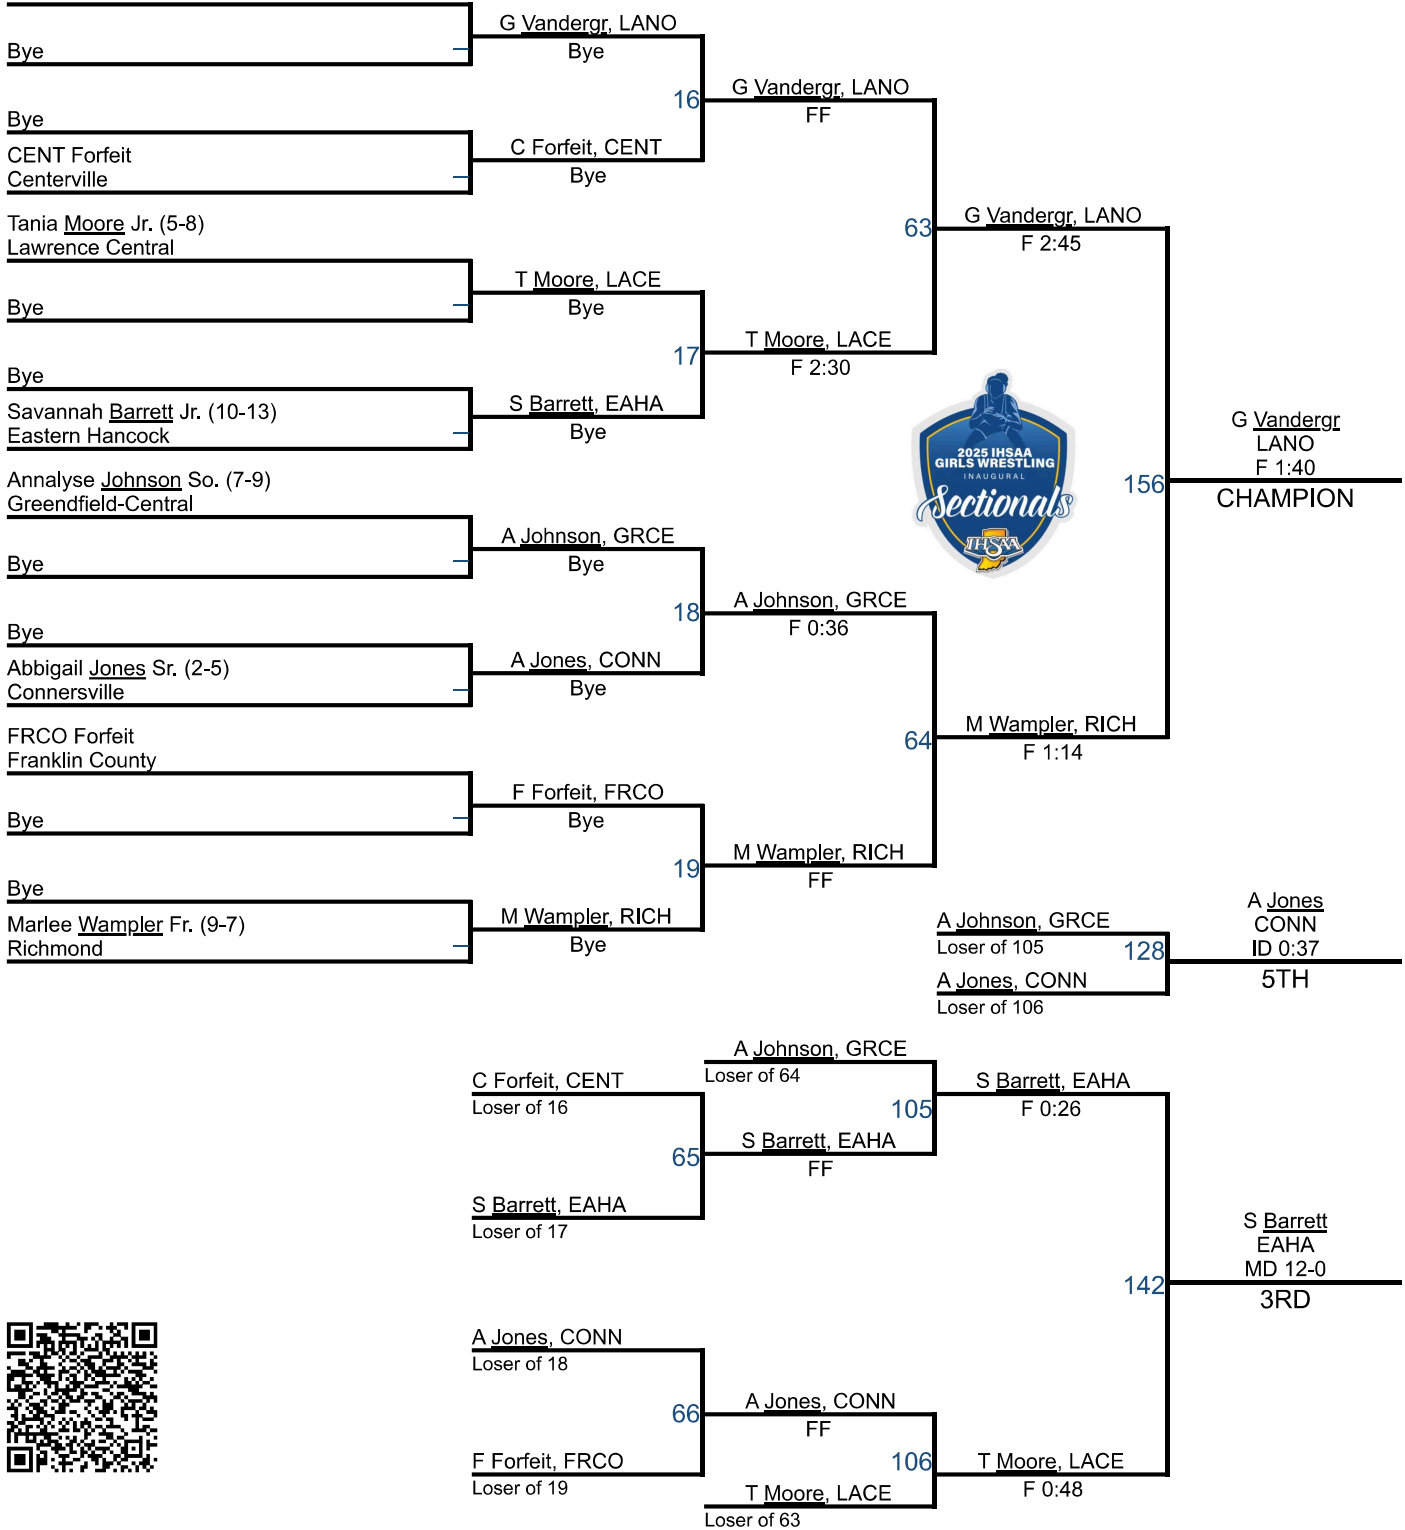 G Vandergr, LANO
Bye
Bye
16
G Vandergr, LANO
FF
Bye
CENT Forfeit
Centerville
C Forfeit, CENT
Bye
Tania Moore Jr. (5-8)
Lawrence Central
63
G Vandergr, LANO
F 2:45
T Moore, LACE
Bye
Bye
17
T Moore, LACE
F 2:30
Bye
Savannah Barrett Jr. (10-13)
Eastern Hancock
S Barrett, EAHA
Bye
2025 IHSAA
GIRLS WRESTLING
INAUGURAL
Sectionals
IHSAA
156
G Vandergr
LANO
F 1:40
CHAMPION
Annalyse Johnson So. (7-9)
Greendfield-Central
A Johnson, GRCE
Bye
Bye
18
A Johnson, GRCE
F 0:36
Bye
Abbigail Jones Sr. (2-5)
Connersville
A Jones, CONN
Bye
FRCO Forfeit
Franklin County
64
M Wampler, RICH
F 1:14
F Forfeit, FRCO
Bye
Bye
19
M Wampler, RICH
FF
Bye
Marlee Wampler Fr. (9-7)
Richmond
M Wampler, RICH
Bye
A Johnson, GRCE
Loser of 105
128
A Jones, CONN
Loser of 106
A Jones
CONN
ID 0:37
5TH
A Johnson, GRCE
Loser of 64
C Forfeit, CENT
Loser of 16
105
S Barrett, EAHA
F 0:26
65
S Barrett, EAHA
FF
S Barrett, EAHA
Loser of 17
142
S Barrett
EAHA
MD 12-0
3RD
A Jones, CONN
Loser of 18
66
A Jones, CONN
FF
F Forfeit, FRCO
Loser of 19
106
T Moore, LACE
F 0:48
T Moore, LACE
Loser of 63